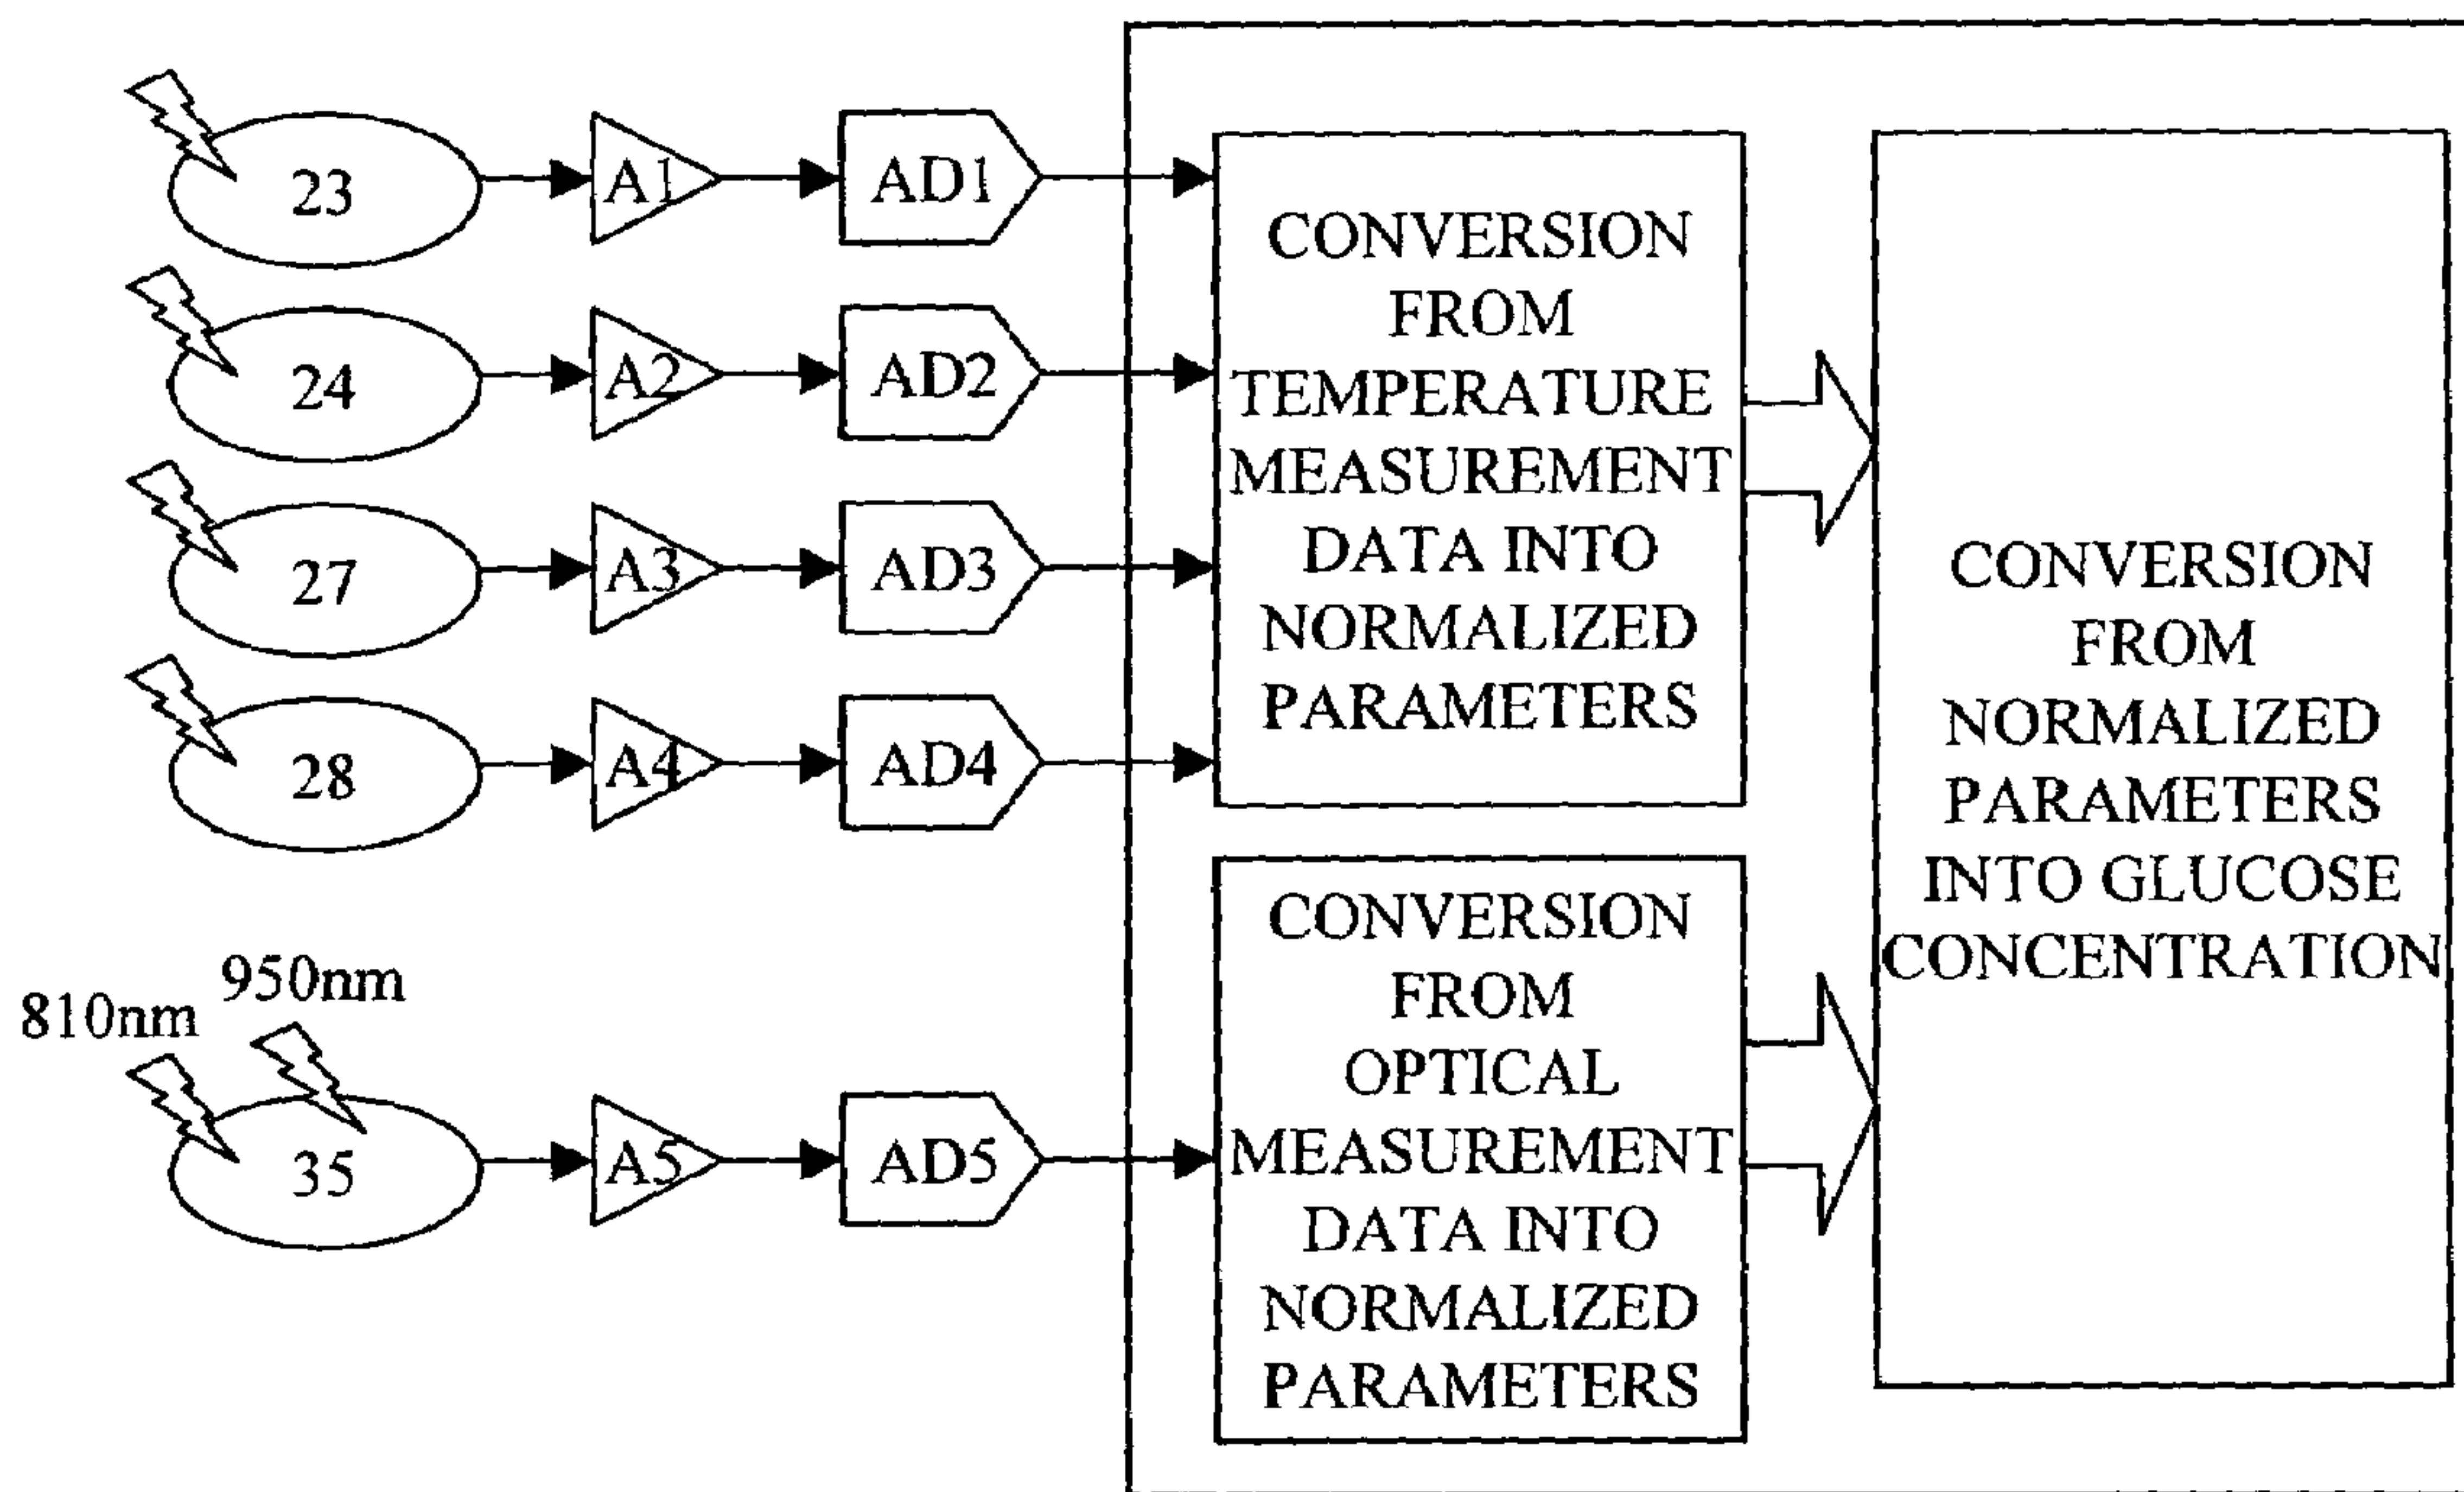 23
A1
AD1
24
A2
AD2
27
A3
AD3
28
A4
AD4
CONVERSION
FROM
TEMPERATURE
MEASUREMENT
DATA INTO
NORMALIZED
PARAMETERS
810nm
950nm
35
A5
AD5
CONVERSION
FROM
OPTICAL
MEASUREMENT
DATA INTO
NORMALIZED
PARAMETERS
CONVERSION
FROM
NORMALIZED
PARAMETERS
INTO GLUCOSE
CONCENTRATION